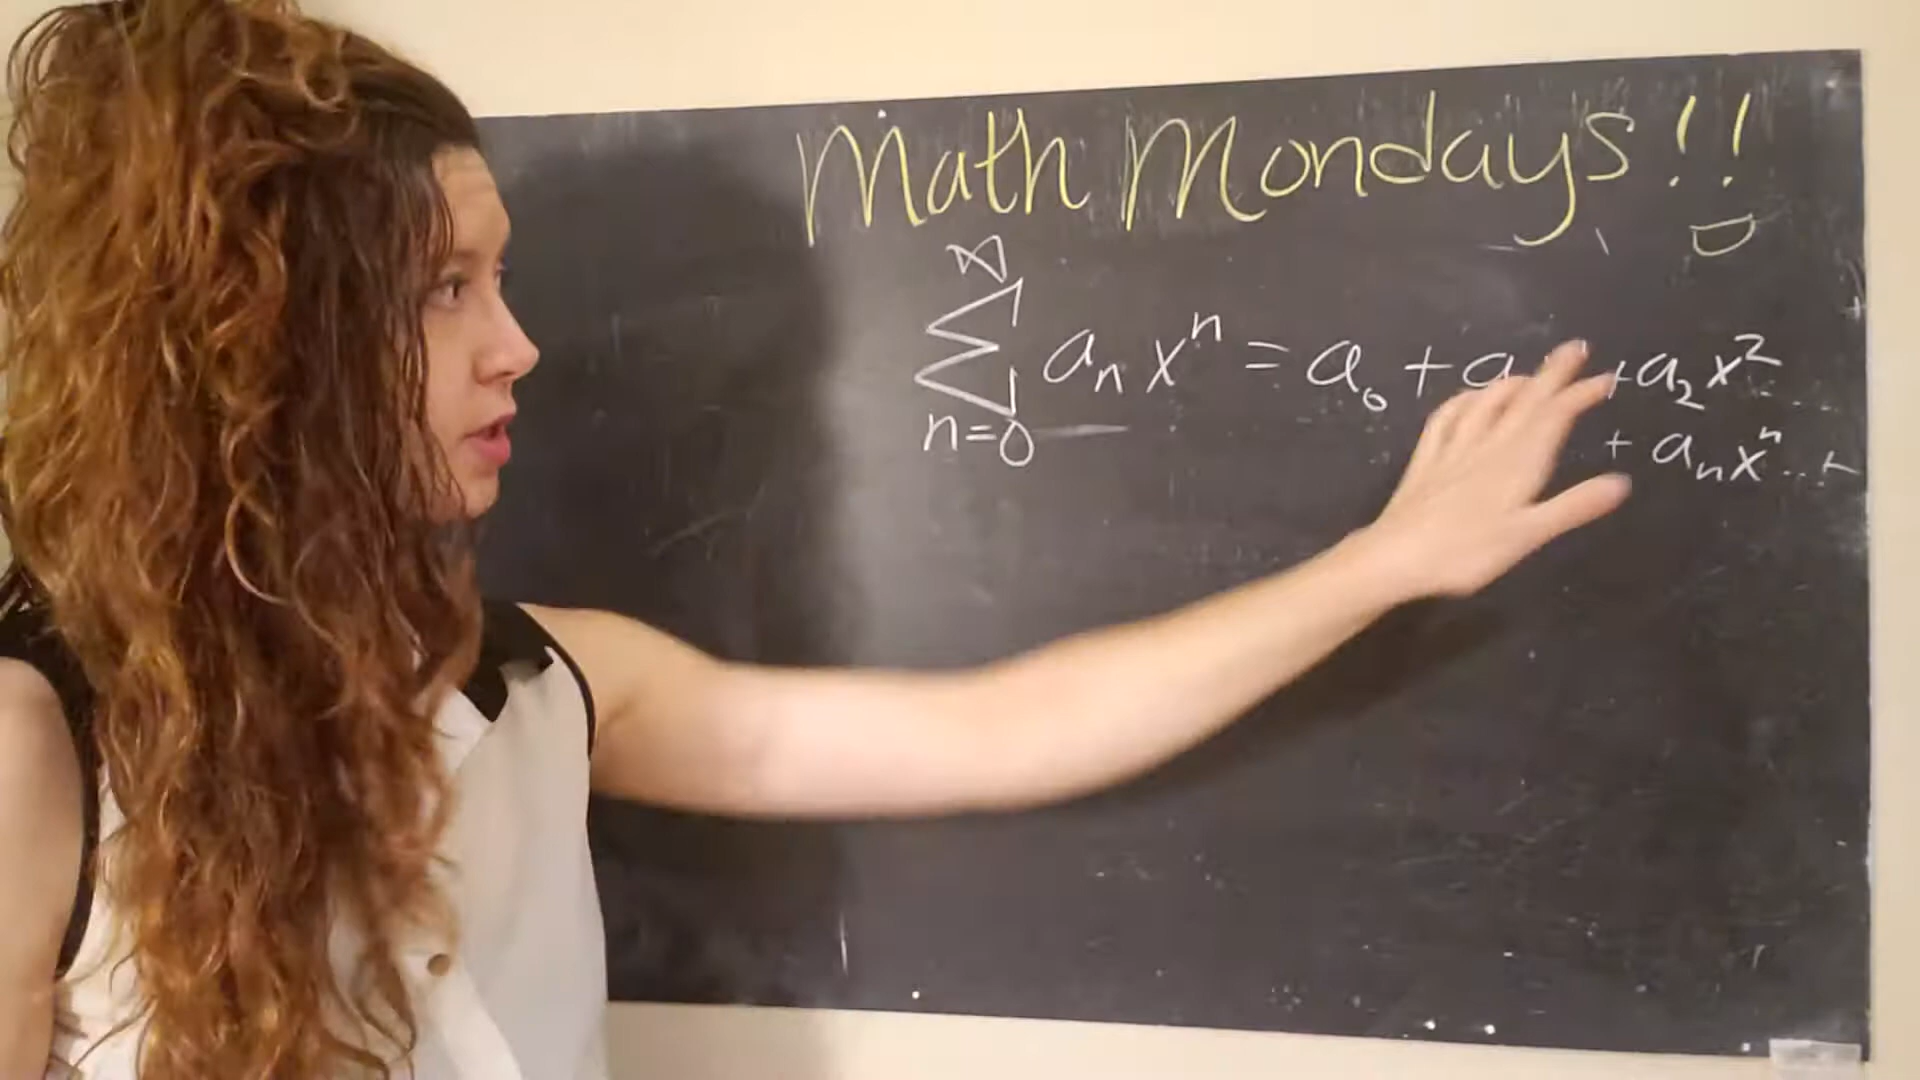 Math Mondays!!
∞
∑ aₙxⁿ = a₀ + a + a₂x²
n=0
+ aₙxⁿ...+